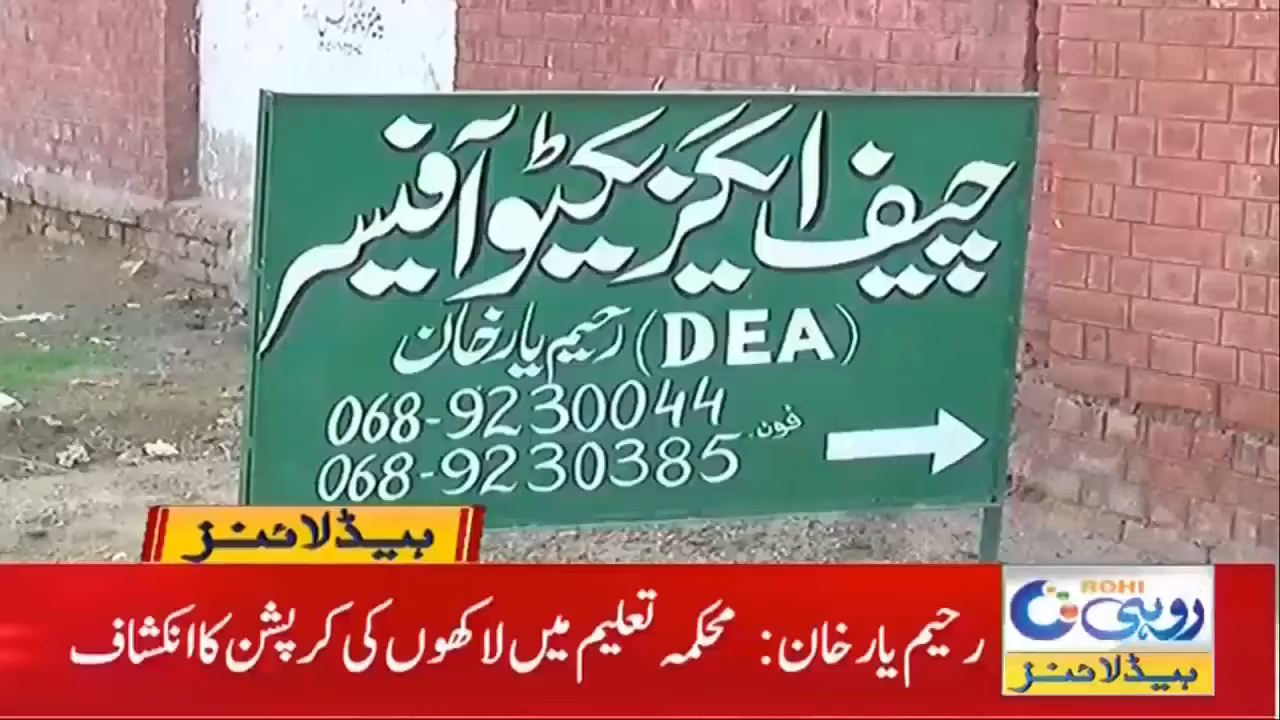 چیف ایگزیکٹو آفیسر
(DEA) رحیم یار خان
068-9230044
فون:
068-9230385
ہیڈلائنز
رحیم یار خان: محکمہ تعلیم میں لاکھوں کی کرپشن کا انکشاف
ROHI
روہی
ہیڈلائنز